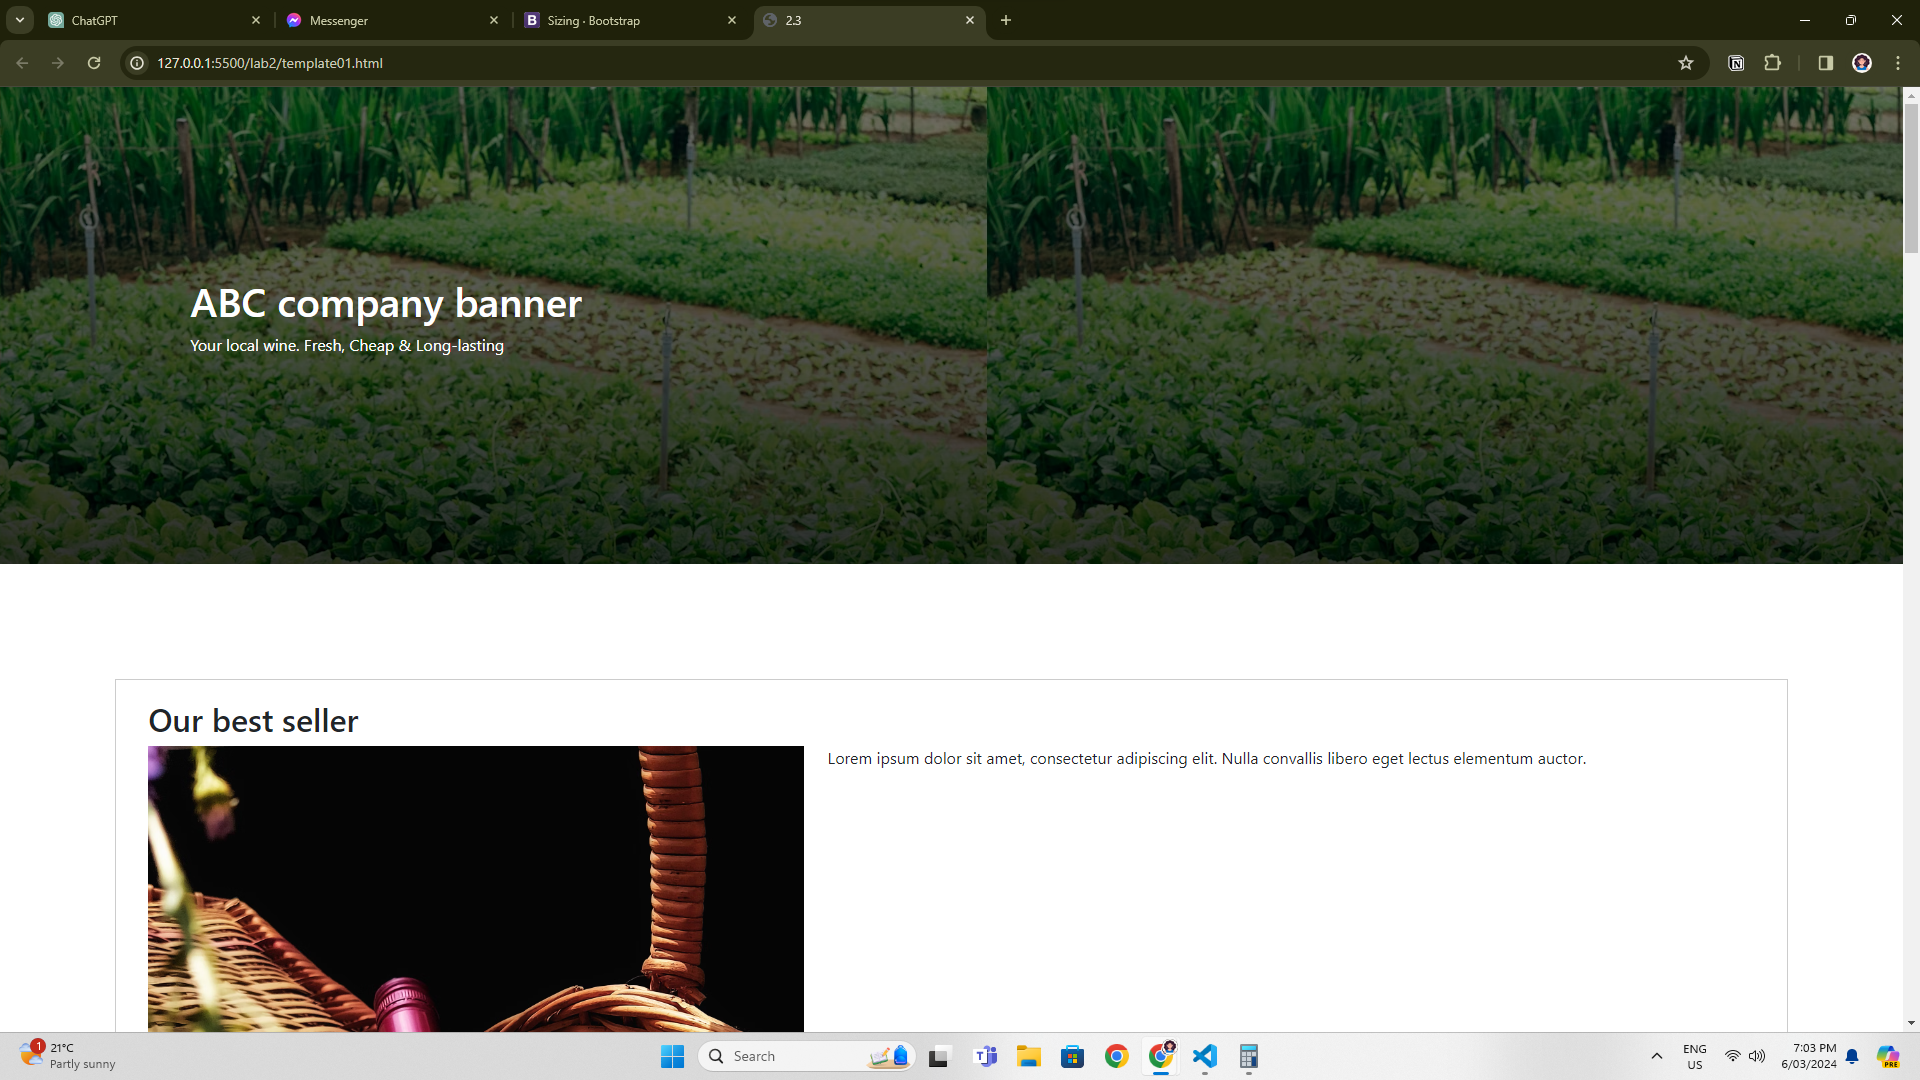 ChatGPT
Messenger
B Sizing · Bootstrap
2.3
127.0.0.1:5500/lab2/template01.html
ABC company banner
Your local wine. Fresh, Cheap & Long-lasting
Our best seller
Lorem ipsum dolor sit amet, consectetur adipiscing elit. Nulla convallis libero eget lectus elementum auctor.
1
21°C
Partly sunny
Search
ENG
US
7:03 PM
6/03/2024
PRE